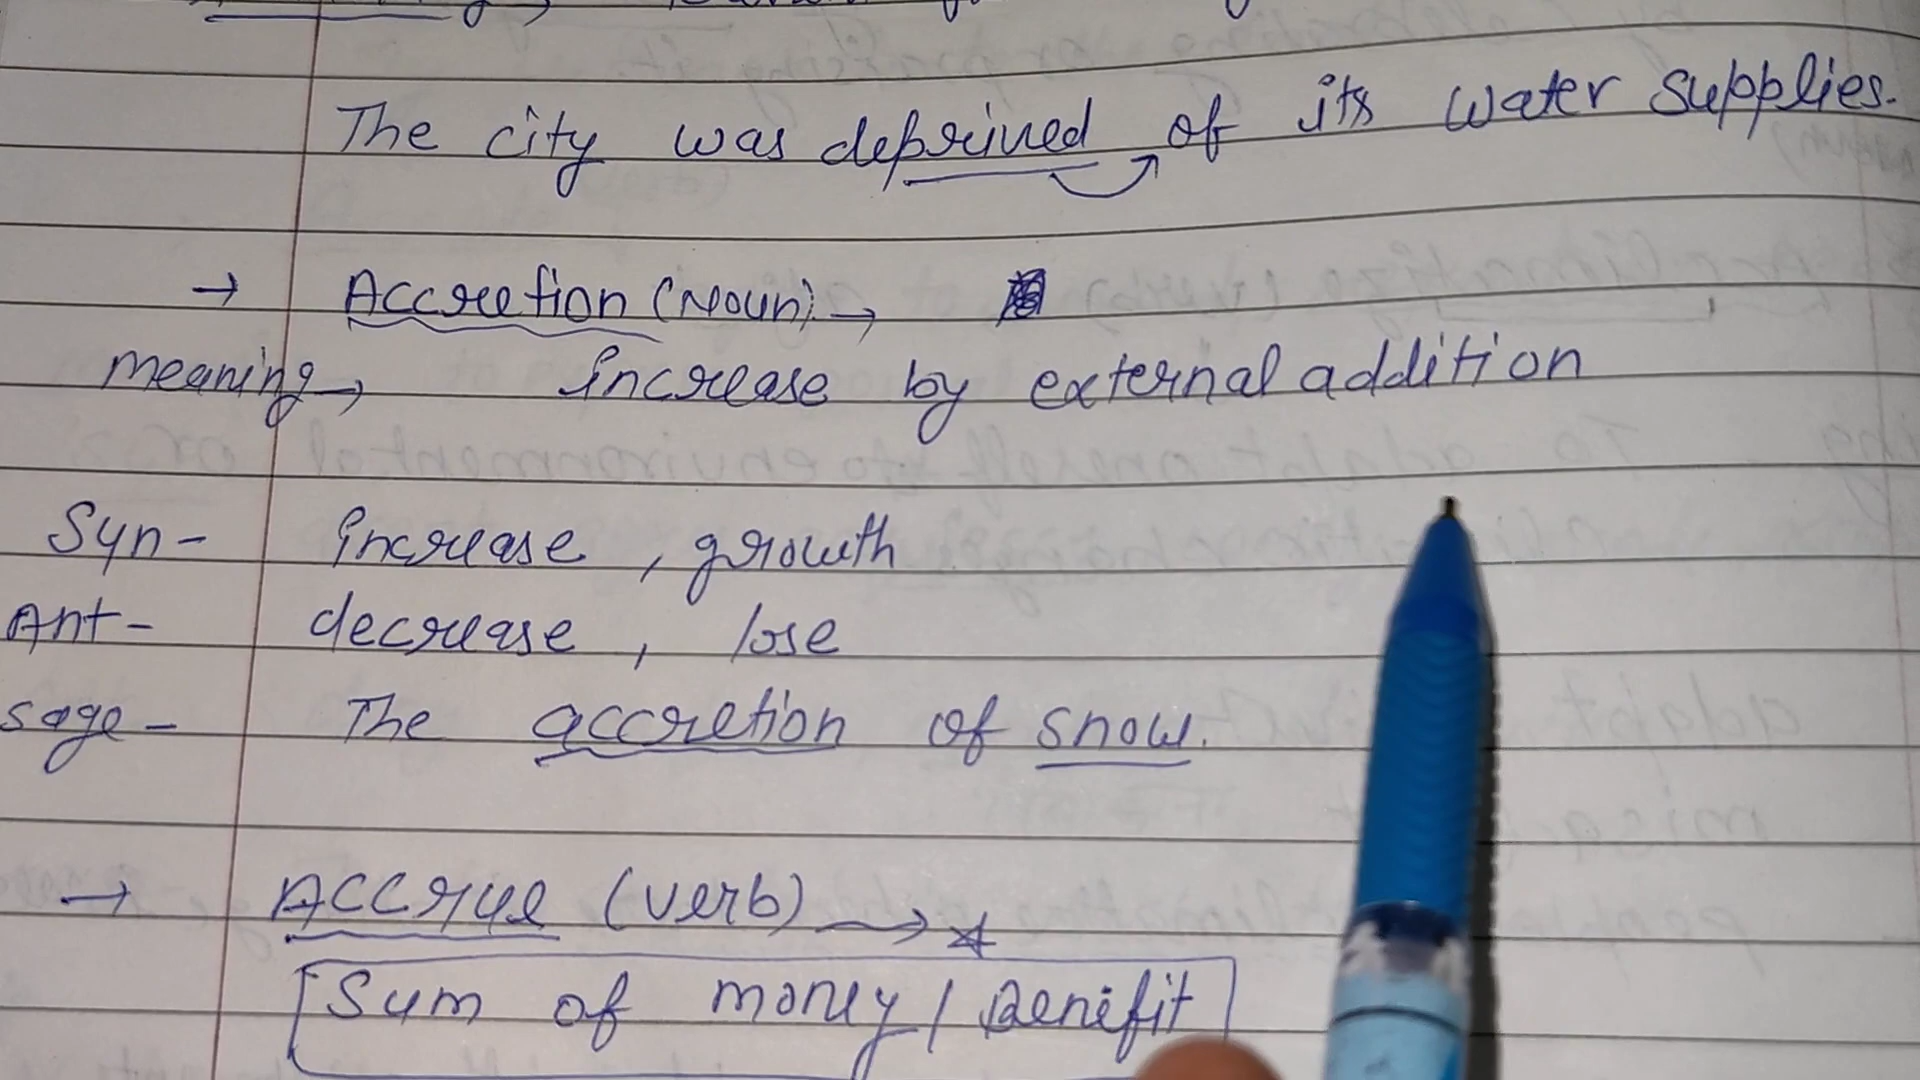 The city was deprived of its water supplies.
→ Accretion (Noun) →
meaning → Increase by external addition
Syn- Increase, growth
Ant- decrease, lose
sage- The accretion of snow.
→ Accrue (verb) →
Sum of money / Benifit